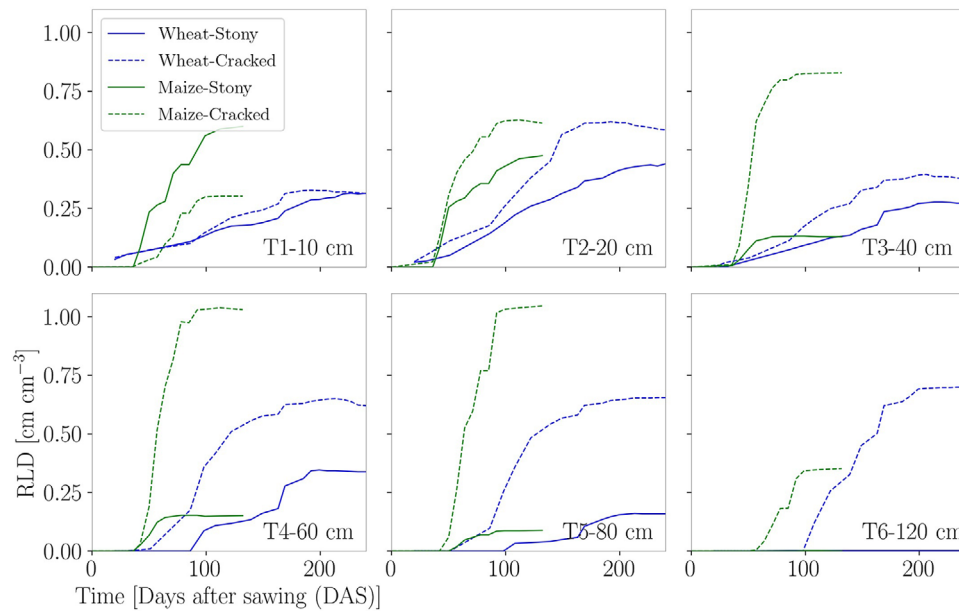 1.00
0.75
0.50
0.25
0.00
Wheat-Stony
Wheat-Cracked
Maize-Stony
Maize-Cracked
T1-10 cm
T2-20 cm
T3-40 cm
1.00
0.75
0.50
0.25
0.00
RLD [cm cm⁻³]
T4-60 cm
T5-80 cm
T6-120 cm
0 100 200
0 100 200
0 100 200
Time [Days after sawing (DAS)]